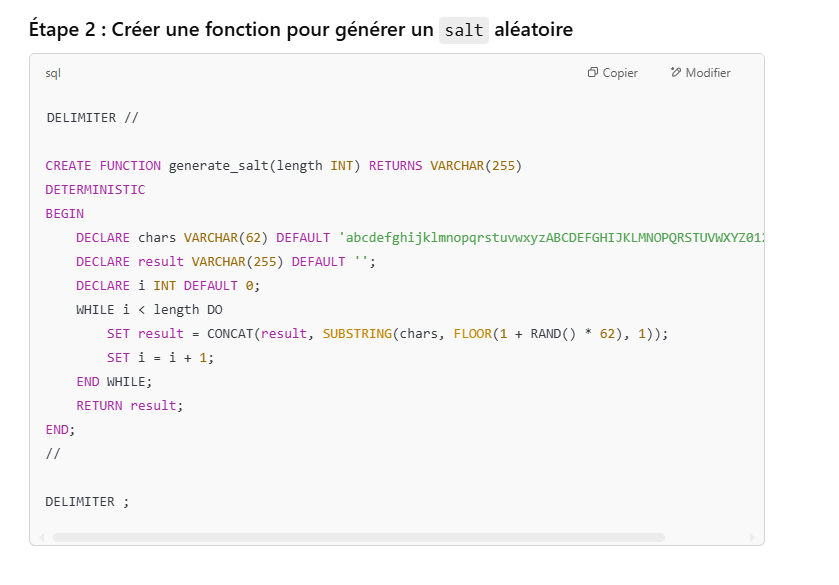 Étape 2 : Créer une fonction pour générer un salt aléatoire
sql
Copier
Modifier
DELIMITER //
CREATE FUNCTION generate_salt(length INT) RETURNS VARCHAR(255)
DETERMINISTIC
BEGIN
    DECLARE chars VARCHAR(62) DEFAULT 'abcdefghijklmnopqrstuvwxyzABCDEFGHIJKLMNOPQRSTUVWXYZ01
    DECLARE result VARCHAR(255) DEFAULT '';
    DECLARE i INT DEFAULT 0;
    WHILE i < length DO
        SET result = CONCAT(result, SUBSTRING(chars, FLOOR(1 + RAND() * 62), 1));
        SET i = i + 1;
    END WHILE;
    RETURN result;
END;
//
DELIMITER ;